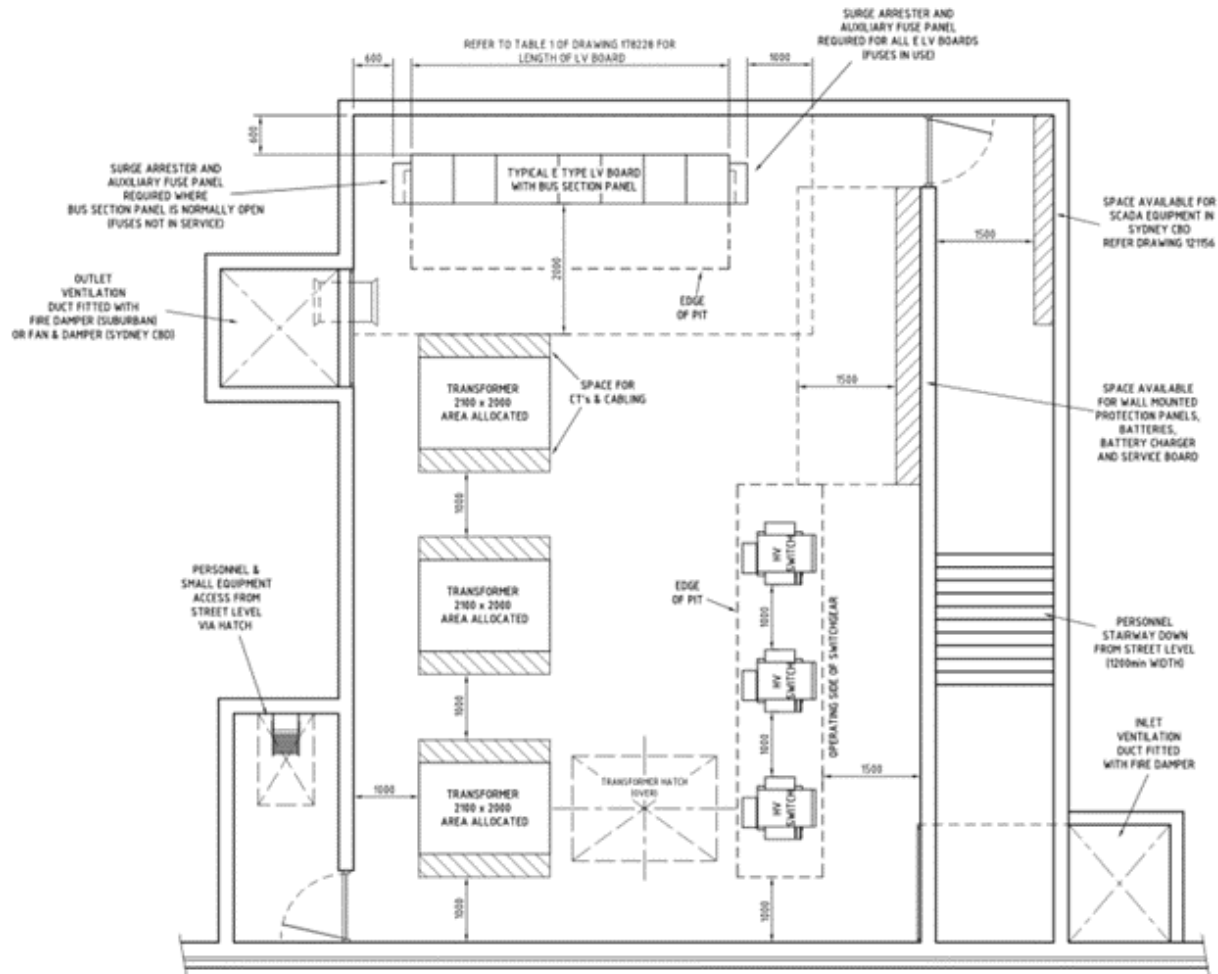 SURGE ARRESTER AND
AUXILIARY FUSE PANEL
REQUIRED FOR ALL E LV BOARDS
(FUSES IN USE)
REFER TO TABLE 1 OF DRAWING 178228 FOR
LENGTH OF LV BOARD
600
1000
600
SURGE ARRESTER AND
AUXILIARY FUSE PANEL
REQUIRED WHERE
BUS SECTION PANEL IS NORMALLY OPEN
(FUSES NOT IN SERVICE)
TYPICAL E TYPE LV BOARD
WITH BUS SECTION PANEL
SPACE AVAILABLE FOR
SCADA EQUIPMENT IN
SYDNEY CBD
REFER DRAWING 121156
1500
2000
OUTLET
VENTILATION
DUCT FITTED WITH
FIRE DAMPER (SUBURBAN)
OR FAN & DAMPER (SYDNEY CBD)
EDGE
OF PIT
TRANSFORMER
2100 x 2000
AREA ALLOCATED
SPACE FOR
CT's & CABLING
1500
SPACE AVAILABLE
FOR WALL MOUNTED
PROTECTION PANELS,
BATTERIES,
BATTERY CHARGER
AND SERVICE BOARD
1000
PERSONNEL &
SMALL EQUIPMENT
ACCESS FROM
STREET LEVEL
VIA HATCH
TRANSFORMER
2100 x 2000
AREA ALLOCATED
EDGE
OF PIT
HV
SWITCH
1000
HV
SWITCH
1000
HV
SWITCH
OPERATING SIDE OF SWITCHGEAR
PERSONNEL
STAIRWAY DOWN
FROM STREET LEVEL
(1200min WIDTH)
1000
INLET
VENTILATION
DUCT FITTED
WITH FIRE DAMPER
1000
TRANSFORMER
2100 x 2000
AREA ALLOCATED
TRANSFORMER HATCH
(OVER)
1500
1000
1000